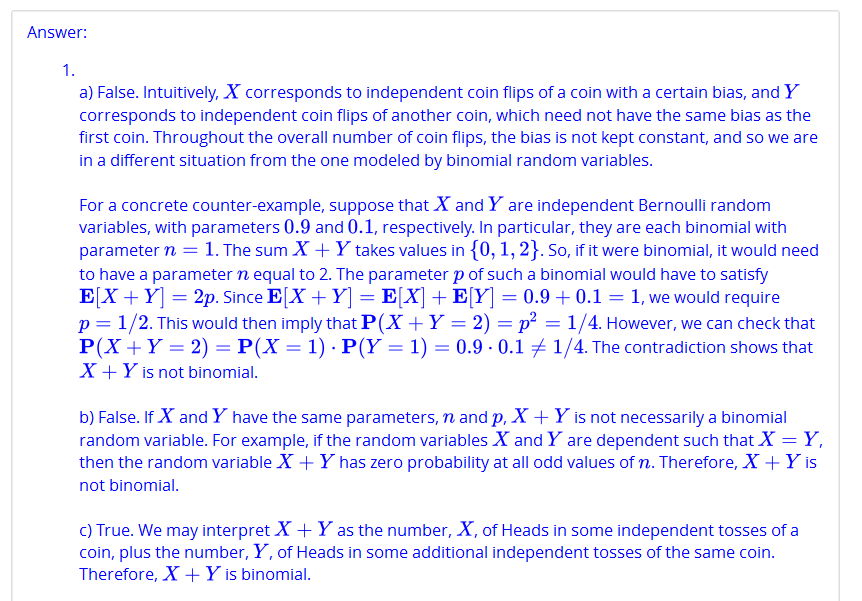 Answer:
1.
a) False. Intuitively, X corresponds to independent coin flips of a coin with a certain bias, and Y
corresponds to independent coin flips of another coin, which need not have the same bias as the
first coin. Throughout the overall number of coin flips, the bias is not kept constant, and so we are
in a different situation from the one modeled by binomial random variables.
For a concrete counter-example, suppose that X and Y are independent Bernoulli random
variables, with parameters 0.9 and 0.1, respectively. In particular, they are each binomial with
parameter n = 1. The sum X + Y takes values in {0, 1, 2}. So, if it were binomial, it would need
to have a parameter n equal to 2. The parameter p of such a binomial would have to satisfy
E[X + Y] = 2p. Since E[X + Y] = E[X] + E[Y] = 0.9 + 0.1 = 1, we would require
p = 1/2. This would then imply that P(X + Y = 2) = p² = 1/4. However, we can check that
P(X + Y = 2) = P(X = 1) · P(Y = 1) = 0.9 · 0.1 ≠ 1/4. The contradiction shows that
X + Y is not binomial.
b) False. If X and Y have the same parameters, n and p, X + Y is not necessarily a binomial
random variable. For example, if the random variables X and Y are dependent such that X = Y,
then the random variable X + Y has zero probability at all odd values of n. Therefore, X + Y is
not binomial.
c) True. We may interpret X + Y as the number, X, of Heads in some independent tosses of a
coin, plus the number, Y, of Heads in some additional independent tosses of the same coin.
Therefore, X + Y is binomial.